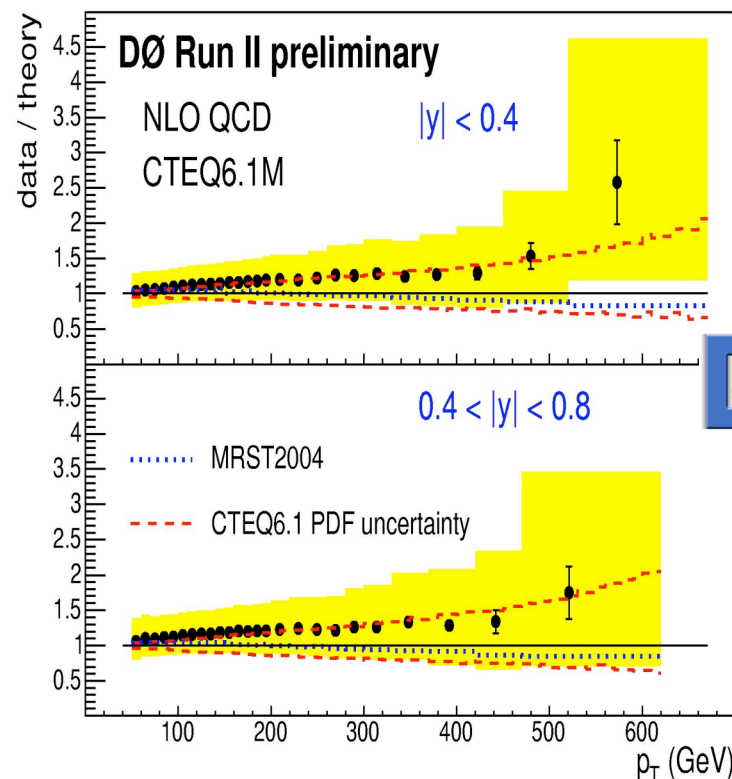 data / theory
4.5
4
3.5
3
2.5
2
1.5
1
0.5
DØ Run II preliminary
NLO QCD
|y| < 0.4
CTEQ6.1M
4.5
4
3.5
3
2.5
2
1.5
1
0.5
0.4 < |y| < 0.8
MRST2004
CTEQ6.1 PDF uncertainty
100 200 300 400 500 600
pT (GeV)